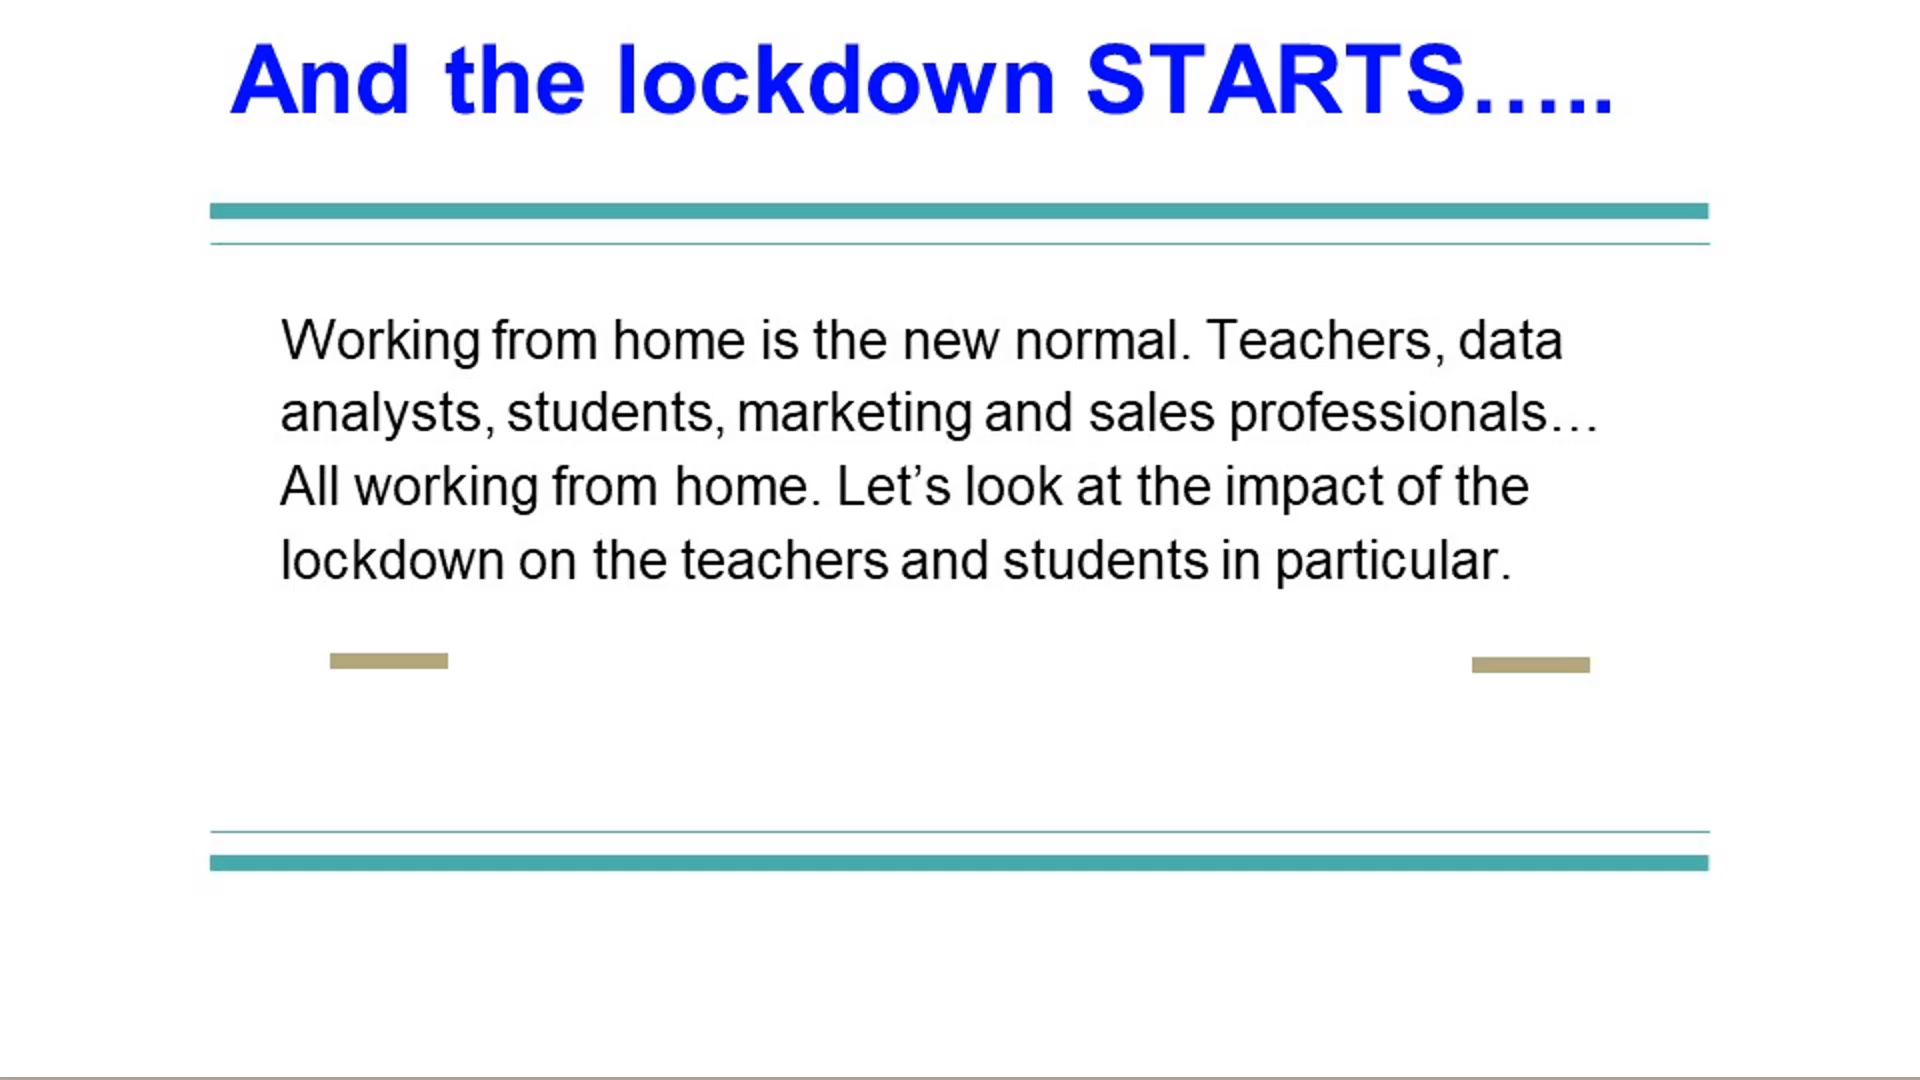 And the lockdown STARTS…..
Working from home is the new normal. Teachers, data
analysts, students, marketing and sales professionals…
All working from home. Let’s look at the impact of the
lockdown on the teachers and students in particular.